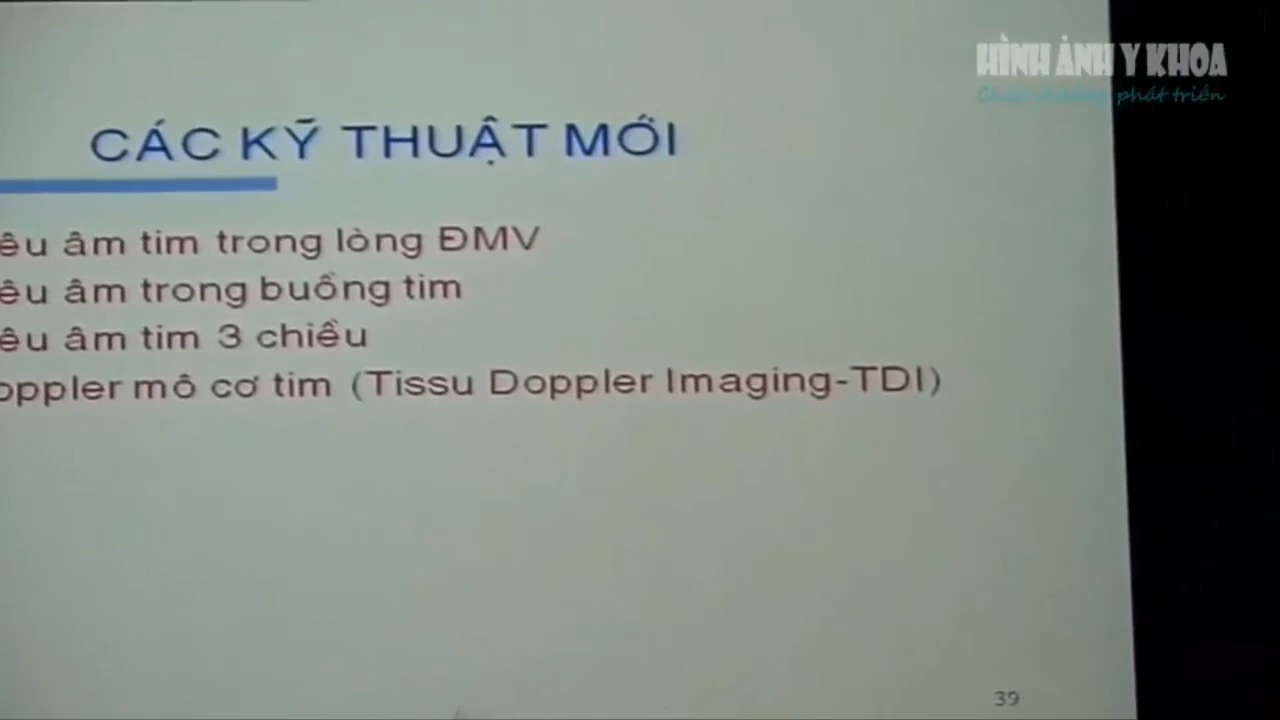 HÌNH ẢNH Y KHOA
phát triển
CÁC KỸ THUẬT MỚI
êu âm tim trong lòng ĐMV
êu âm trong buồng tim
êu âm tim 3 chiều
oppler mô cơ tim (Tissu Doppler Imaging-TDI)
39